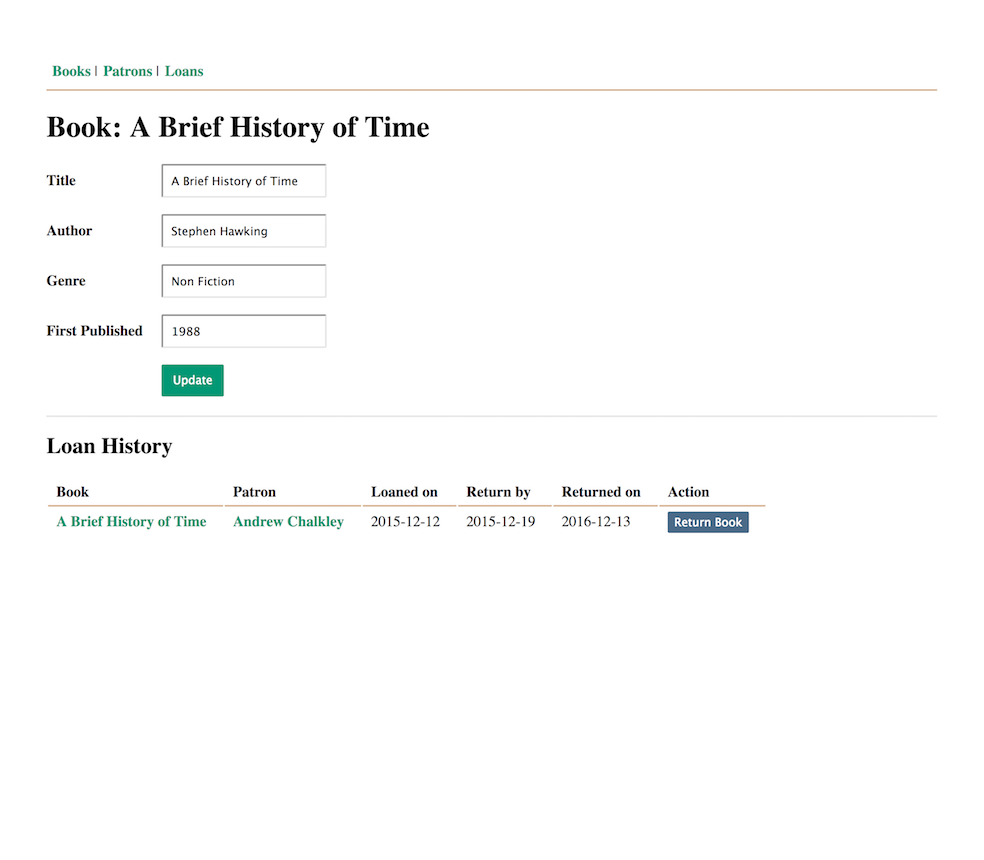 Books | Patrons | Loans
Book: A Brief History of Time
Title A Brief History of Time
Author Stephen Hawking
Genre Non Fiction
First Published 1988
Update
Loan History
Book Patron Loaned on Return by Returned on Action
A Brief History of Time Andrew Chalkley 2015-12-12 2015-12-19 2016-12-13 Return Book